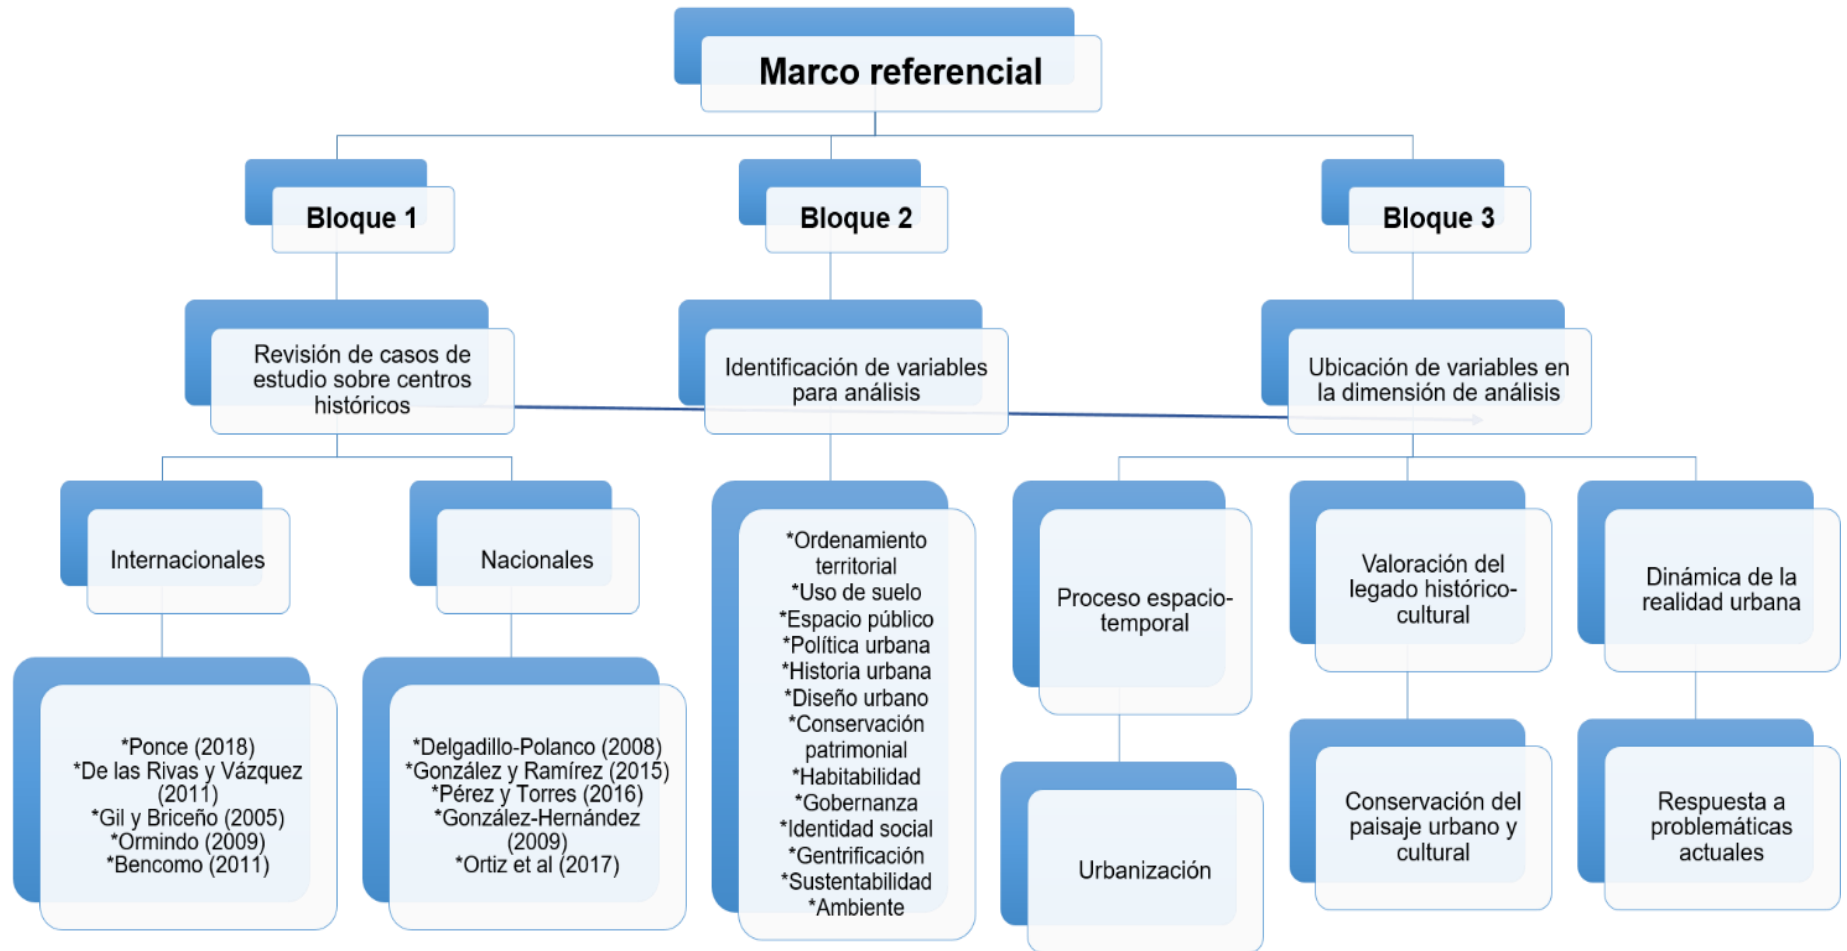 Marco referencial
Bloque 1
Bloque 2
Bloque 3
Revisión de casos de
estudio sobre centros
históricos
Identificación de variables
para análisis
Ubicación de variables en
la dimensión de análisis
Internacionales
Nacionales
*Ponce (2018)
*De las Rivas y Vázquez
(2011)
*Gil y Briceño (2005)
*Ormindo (2009)
*Bencomo (2011)
*Delgadillo-Polanco (2008)
*González y Ramírez (2015)
*Pérez y Torres (2016)
*González-Hernández
(2009)
*Ortiz et al (2017)
*Ordenamiento
territorial
*Uso de suelo
*Espacio público
*Política urbana
*Historia urbana
*Diseño urbano
*Conservación
patrimonial
*Habitabilidad
*Gobernanza
*Identidad social
*Gentrificación
*Sustentabilidad
*Ambiente
Proceso espacio-
temporal
Urbanización
Valoración del
legado histórico-
cultural
Conservación del
paisaje urbano y
cultural
Dinámica de la
realidad urbana
Respuesta a
problemáticas
actuales